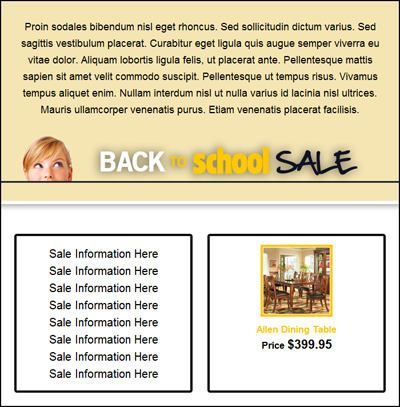 Proin sodales bibendum nisl eget rhoncus. Sed sollicitudin dictum varius. Sed
sagittis vestibulum placerat. Curabitur eget ligula quis augue semper viverra eu
vitae dolor. Aliquam lobortis ligula felis, ut placerat ante. Pellentesque mattis
sapien sit amet velit commodo suscipit. Pellentesque ut tempus risus. Vivamus
tempus aliquet enim. Nullam interdum nisl ut nulla varius id lacinia nisl ultrices.
Mauris ullamcorper venenatis purus. Etiam venenatis placerat facilisis.
BACK TO school SALE
Sale Information Here
Sale Information Here
Sale Information Here
Sale Information Here
Sale Information Here
Sale Information Here
Sale Information Here
Sale Information Here
Allen Dining Table
Price $399.95